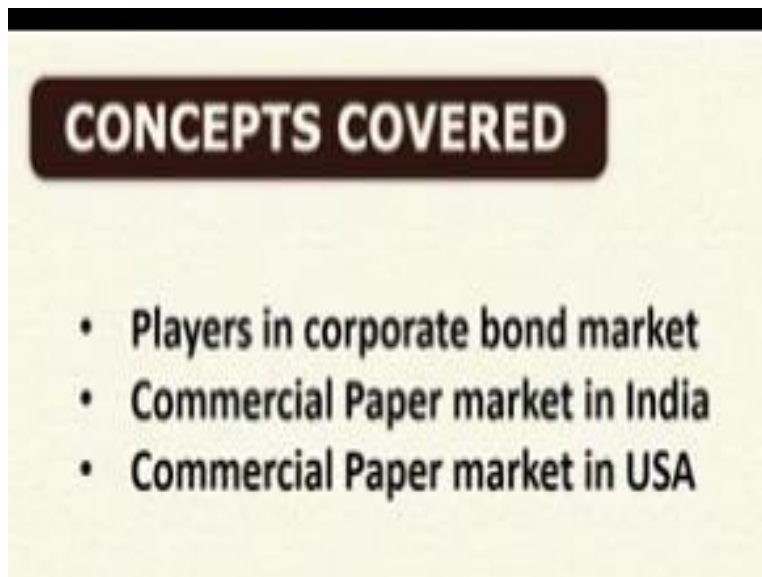 CONCEPTS COVERED
• Players in corporate bond market
• Commercial Paper market in India
• Commercial Paper market in USA